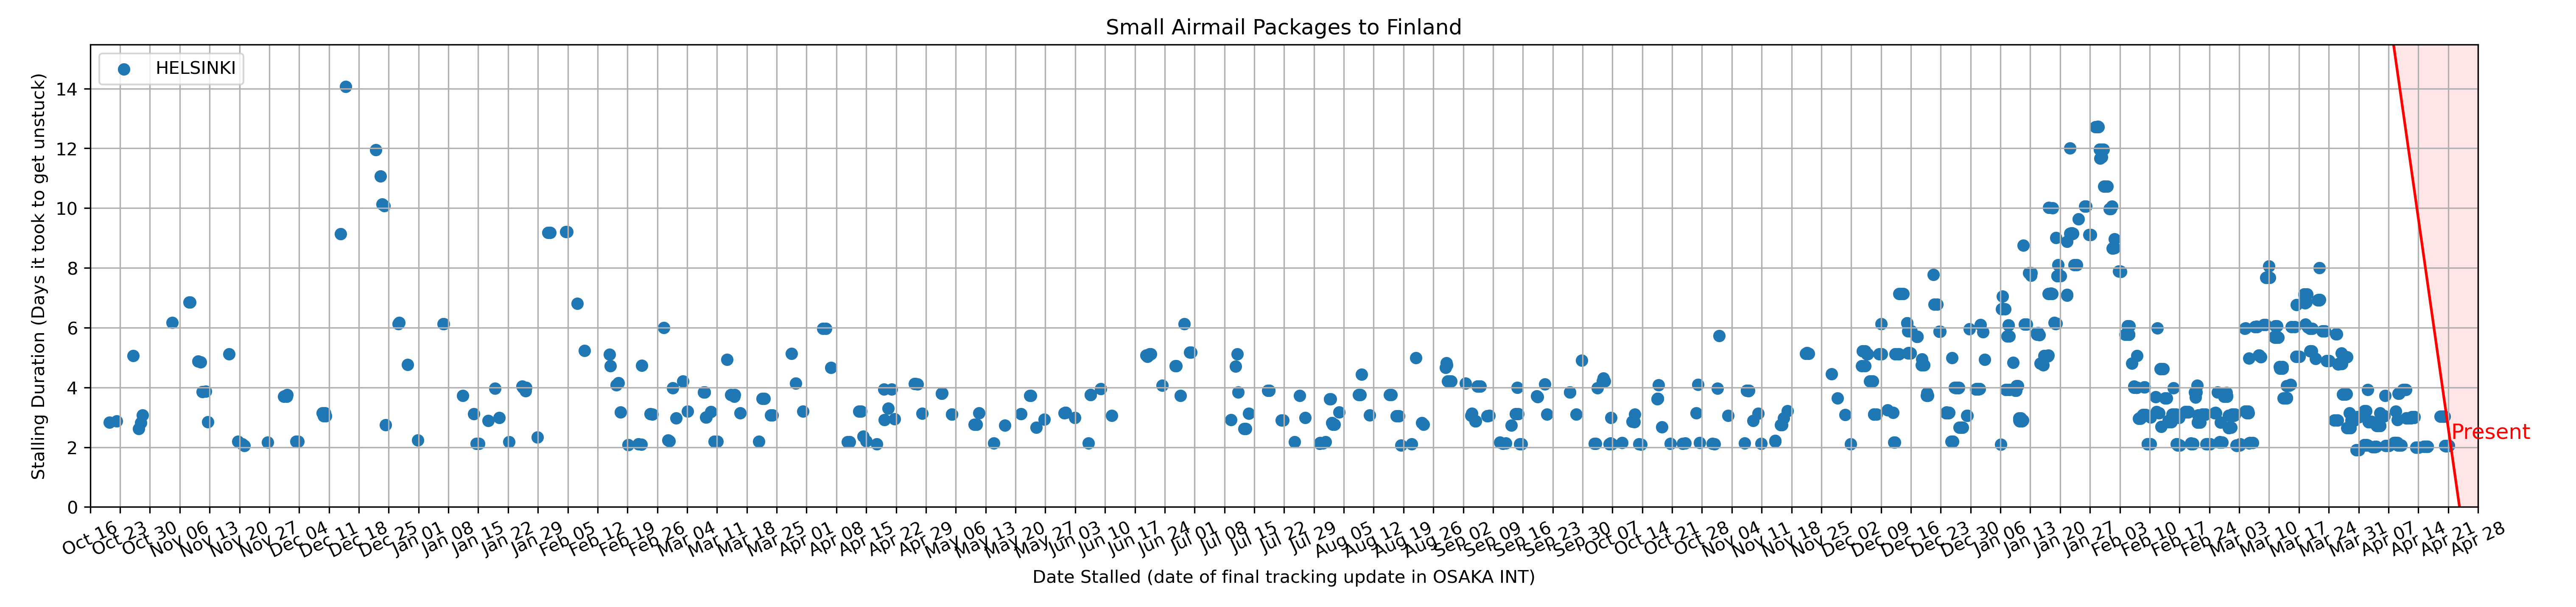 Small Airmail Packages to Finland
HELSINKI
Stalling Duration (Days it took to get unstuck)
14
12
10
8
6
4
2
0
Present
Oct 16 Oct 23 Oct 30 Nov 06 Nov 13 Nov 20 Nov 27 Dec 04 Dec 11 Dec 18 Dec 25 Jan 01 Jan 08 Jan 15 Jan 22 Jan 29 Feb 05 Feb 12 Feb 19 Feb 26 Mar 04 Mar 11 Mar 18 Mar 25 Apr 01 Apr 08 Apr 15 Apr 22 Apr 29 May 06 May 13 May 20 May 27 Jun 03 Jun 10 Jun 17 Jun 24 Jul 01 Jul 08 Jul 15 Jul 22 Jul 29 Aug 05 Aug 12 Aug 19 Aug 26 Sep 02 Sep 09 Sep 16 Sep 23 Sep 30 Oct 07 Oct 14 Oct 21 Oct 28 Nov 04 Nov 11 Nov 18 Nov 25 Dec 02 Dec 09 Dec 16 Dec 23 Dec 30 Jan 06 Jan 13 Jan 20 Jan 27 Feb 03 Feb 10 Feb 17 Feb 24 Mar 03 Mar 10 Mar 17 Mar 24 Mar 31 Apr 07 Apr 14 Apr 21 Apr 28
Date Stalled (date of final tracking update in OSAKA INT)